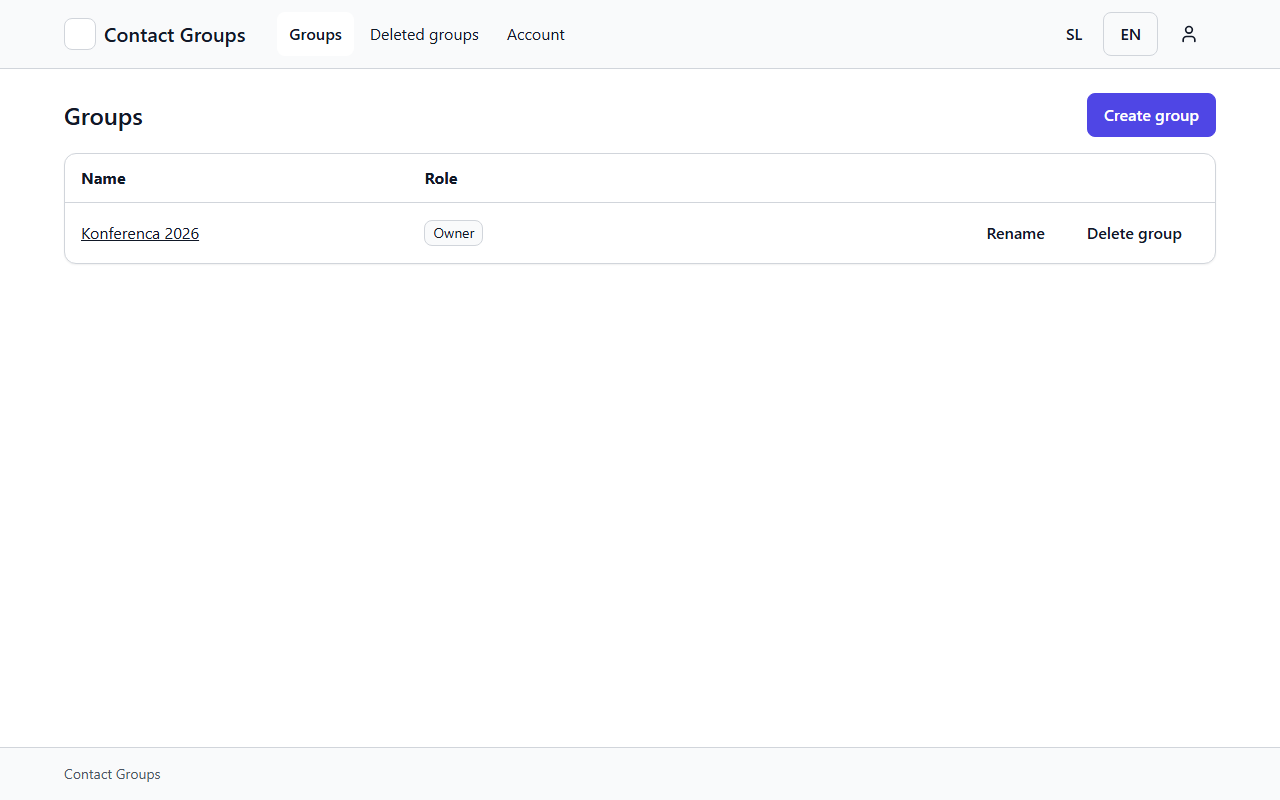 Contact Groups
Groups
Deleted groups
Account
SL
EN
Groups
Create group
Name
Role
Konferenca 2026
Owner
Rename
Delete group
Contact Groups